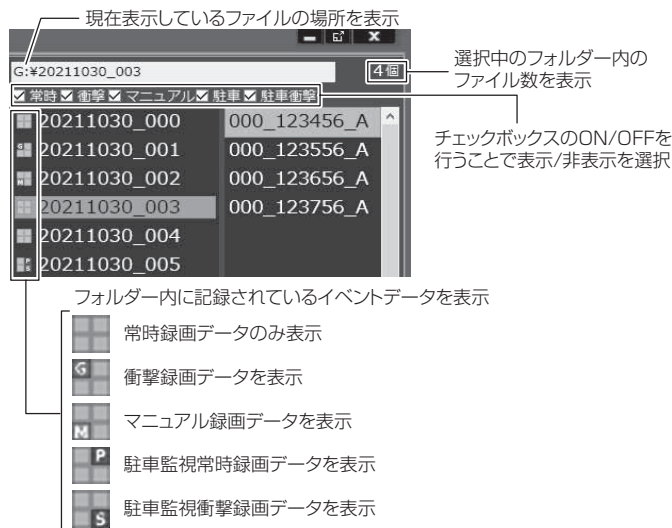 現在表示しているファイルの場所を表示
G:¥20211030_003
4個
選択中のフォルダー内の
ファイル数を表示
常時 衝撃 マニュアル 駐車 駐車衝撃
チェックボックスのON/OFFを
行うことで表示/非表示を選択
20211030_000 000_123456_A
G 20211030_001 000_123556_A
M 20211030_002 000_123656_A
20211030_003 000_123756_A
20211030_004
20211030_005
フォルダー内に記録されているイベントデータを表示
常時録画データのみ表示
G 衝撃録画データを表示
M マニュアル録画データを表示
P 駐車監視常時録画データを表示
S 駐車監視衝撃録画データを表示